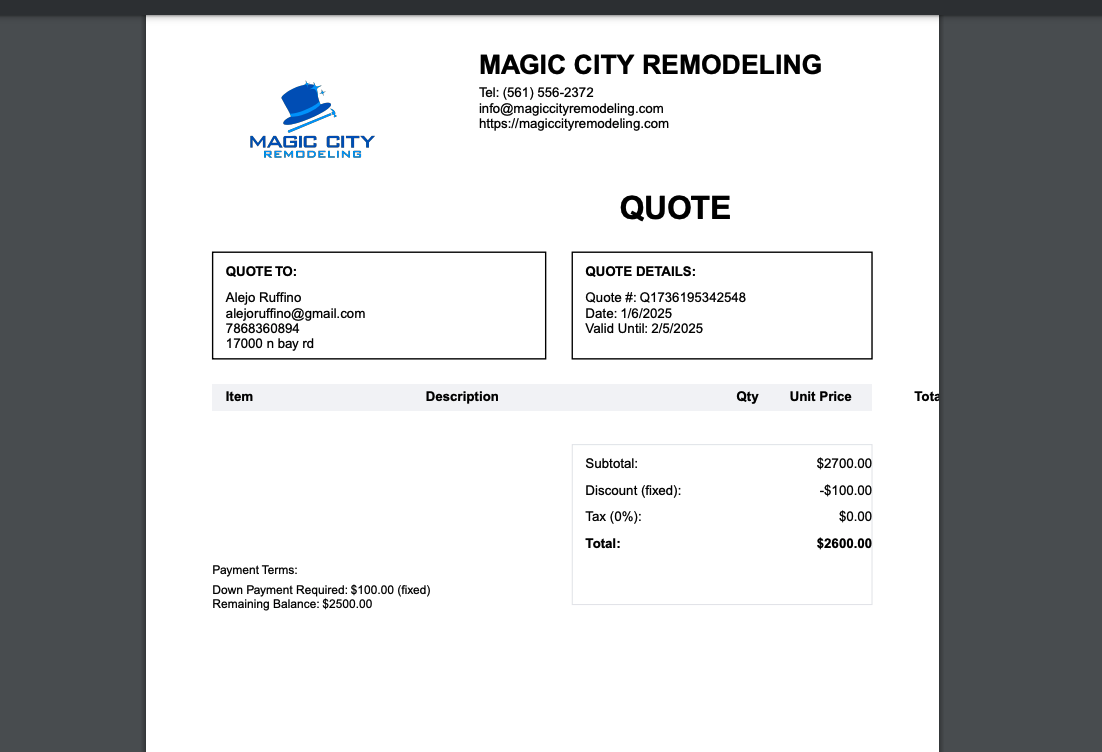 MAGIC CITY REMODELING
Tel: (561) 556-2372
info@magiccityremodeling.com
https://magiccityremodeling.com
MAGIC CITY
REMODELING
QUOTE
QUOTE TO:
Alejo Ruffino
alejoruffino@gmail.com
7868360894
17000 n bay rd
QUOTE DETAILS:
Quote #: Q1736195342548
Date: 1/6/2025
Valid Until: 2/5/2025
Item Description Qty Unit Price Tota
Subtotal: $2700.00
Discount (fixed): -$100.00
Tax (0%): $0.00
Total: $2600.00
Payment Terms:
Down Payment Required: $100.00 (fixed)
Remaining Balance: $2500.00